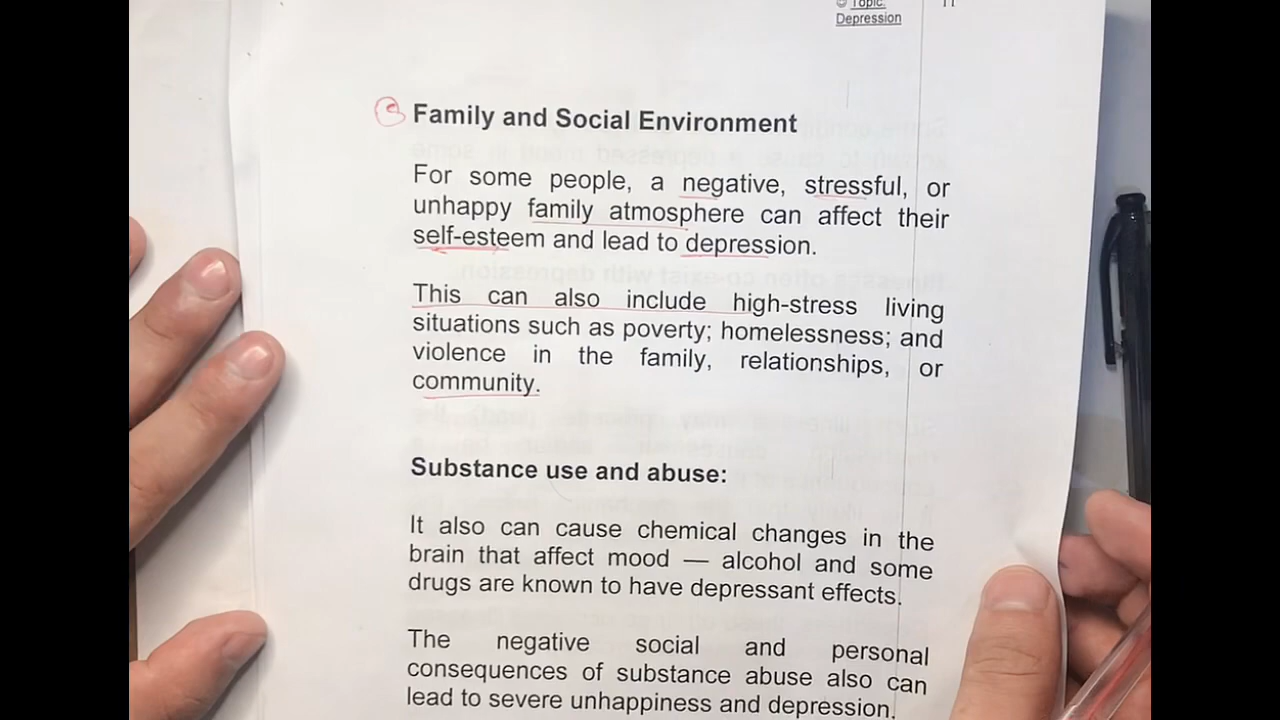 Topic:
Depression
11
Family and Social Environment
For some people, a negative, stressful, or
unhappy family atmosphere can affect their
self-esteem and lead to depression.
This can also include high-stress living
situations such as poverty; homelessness; and
violence in the family, relationships, or
community.
Substance use and abuse:
It also can cause chemical changes in the
brain that affect mood — alcohol and some
drugs are known to have depressant effects.
The negative social and personal
consequences of substance abuse also can
lead to severe unhappiness and depression.